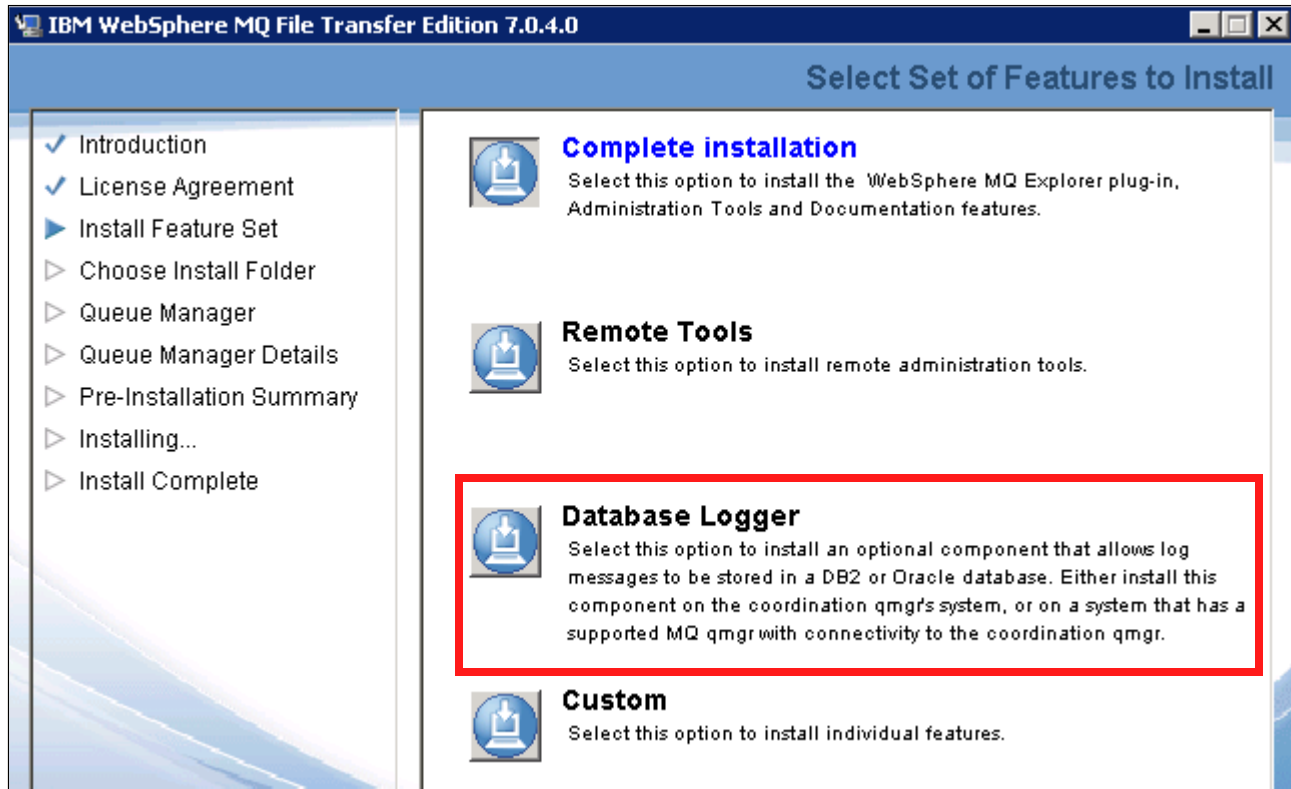 IBM WebSphere MQ File Transfer Edition 7.0.4.0
Select Set of Features to Install
Introduction
License Agreement
Install Feature Set
Choose Install Folder
Queue Manager
Queue Manager Details
Pre-Installation Summary
Installing...
Install Complete
Complete installation
Select this option to install the WebSphere MQ Explorer plug-in,
Administration Tools and Documentation features.
Remote Tools
Select this option to install remote administration tools.
Database Logger
Select this option to install an optional component that allows log
messages to be stored in a DB2 or Oracle database. Either install this
component on the coordination qmgr's system, or on a system that has a
supported MQ qmgr with connectivity to the coordination qmgr.
Custom
Select this option to install individual features.